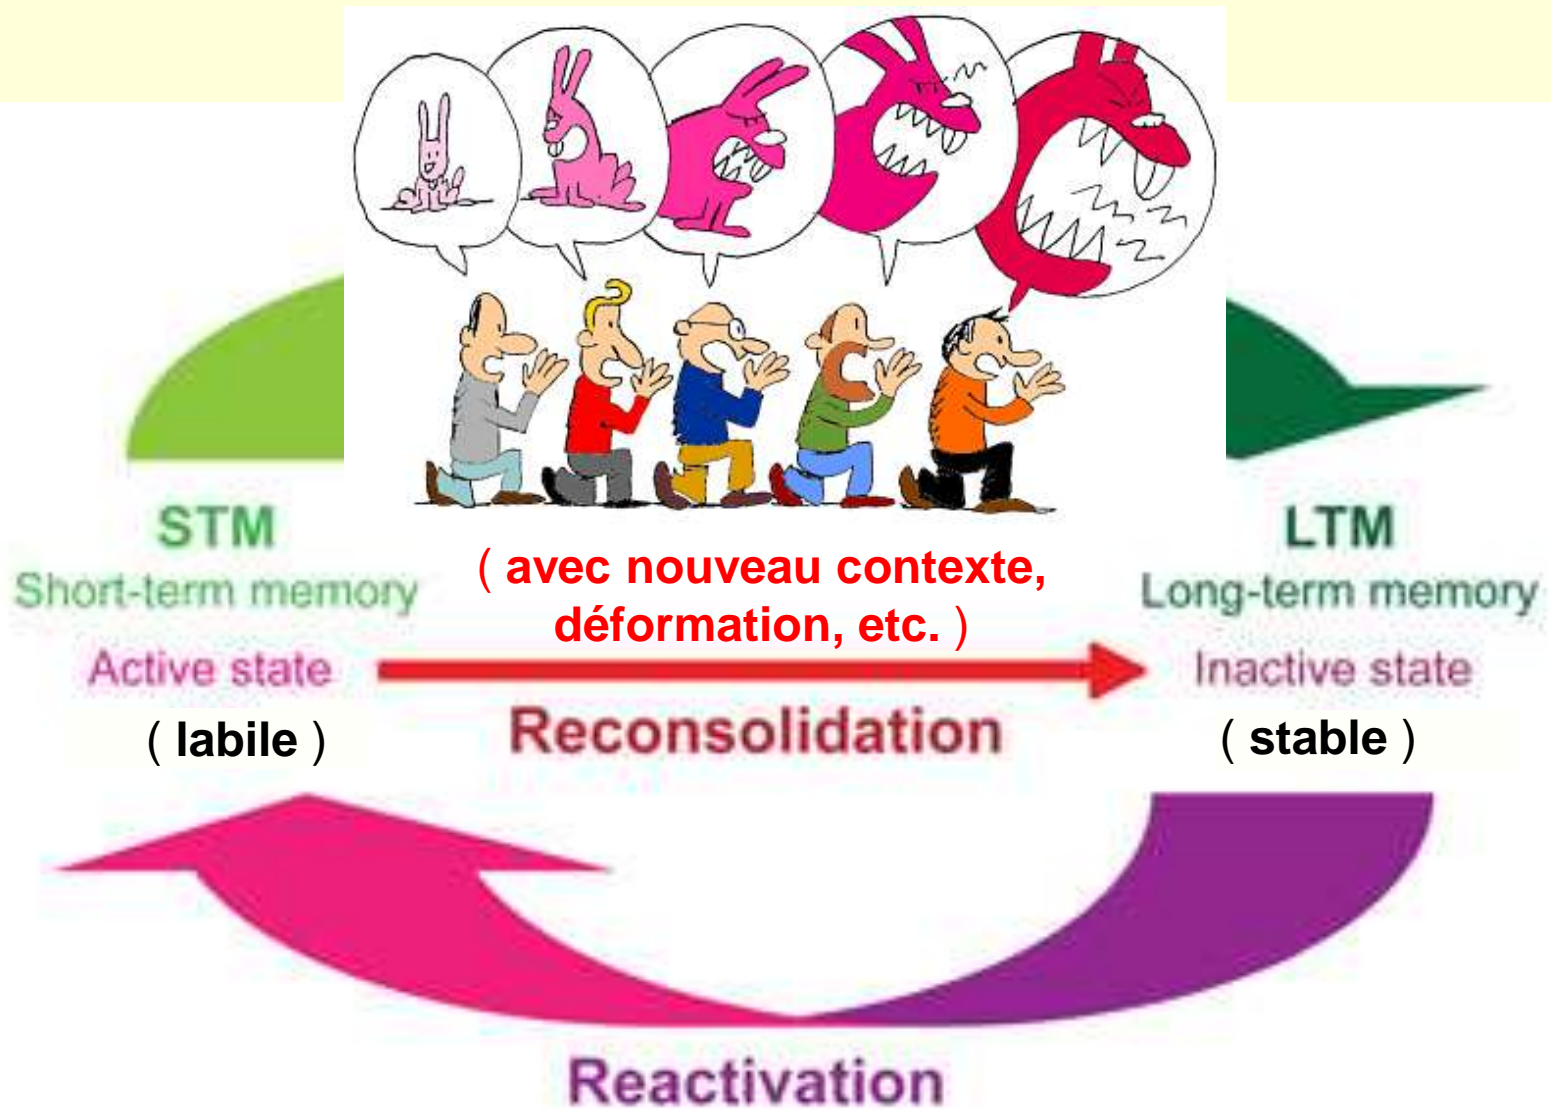 STM
Short-term memory
Active state
( labile )
( avec nouveau contexte,
déformation, etc. )
Reconsolidation
LTM
Long-term memory
Inactive state
( stable )
Reactivation